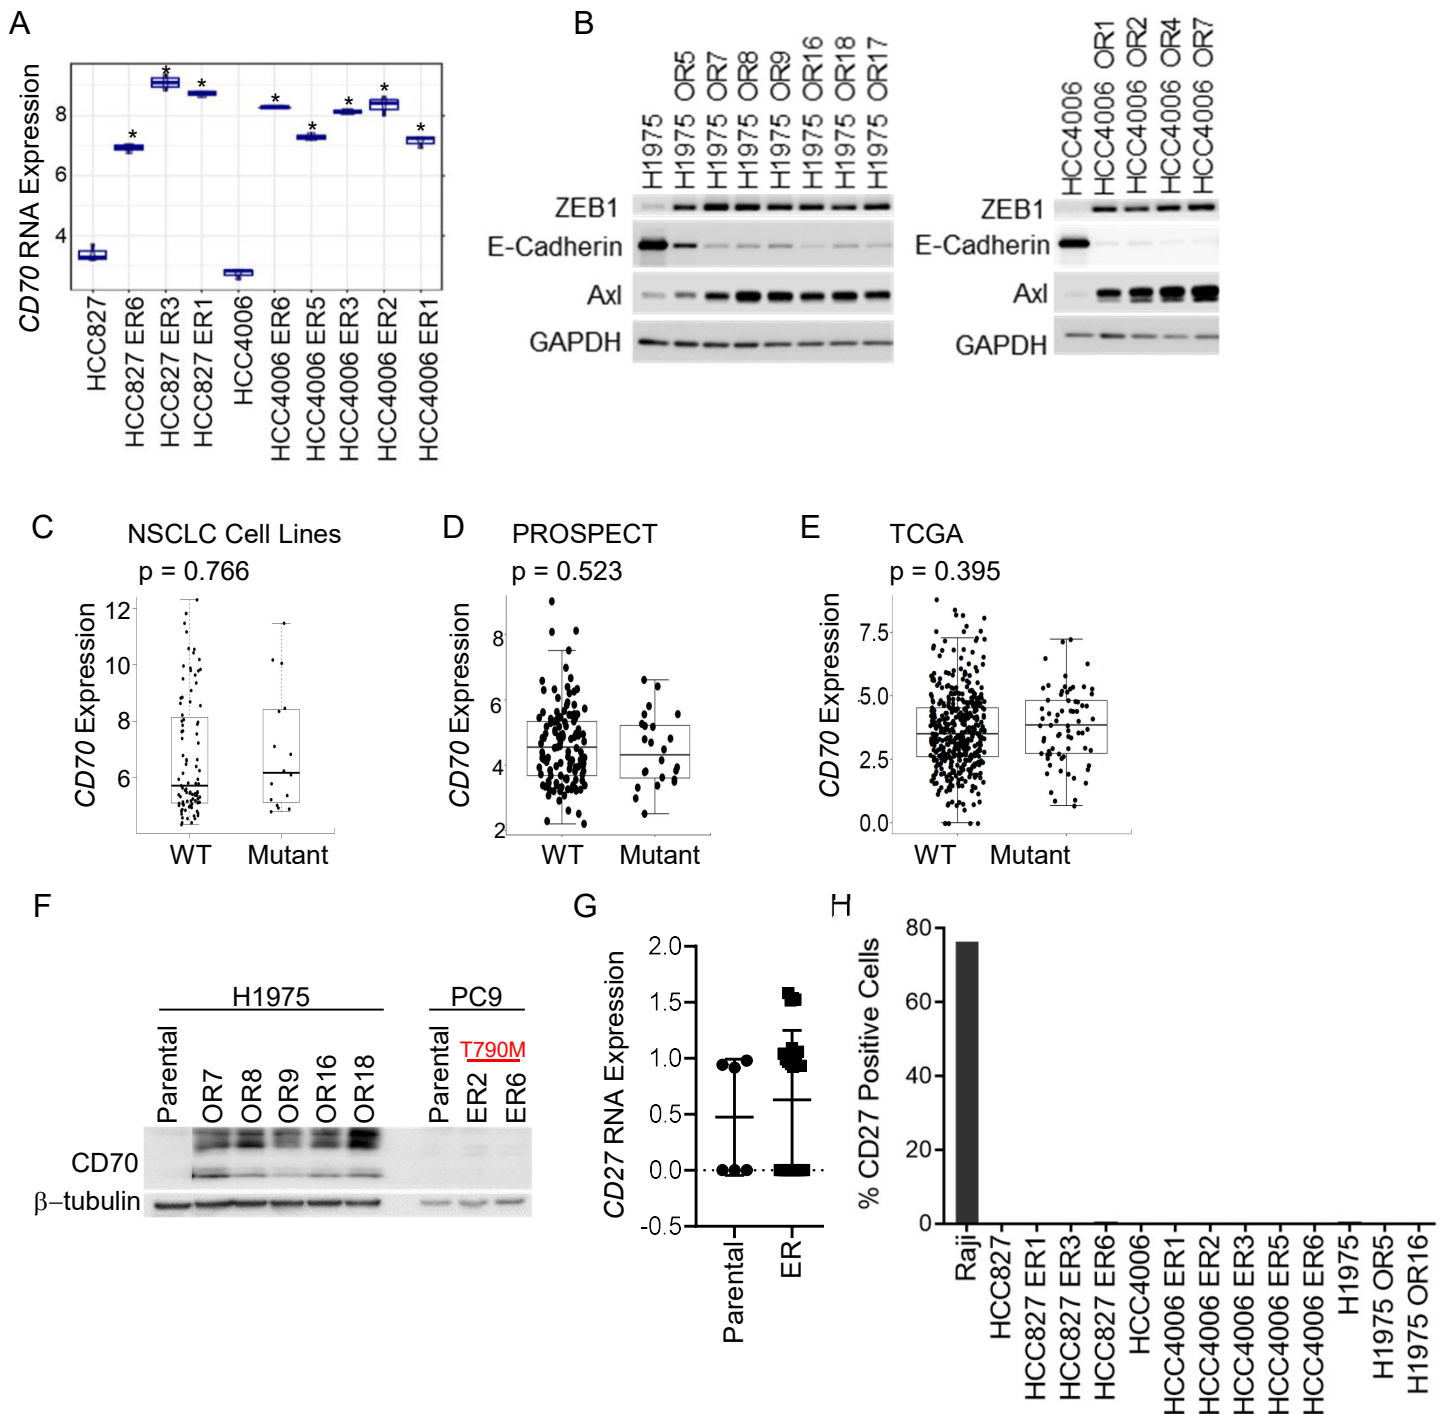 A
CD70 RNA Expression
8
6
4
HCC827
HCC827 ER6
HCC827 ER3
HCC827 ER1
HCC4006
HCC4006 ER6
HCC4006 ER5
HCC4006 ER3
HCC4006 ER2
HCC4006 ER1
* * * * * * * *
B
H1975
H1975 OR5
H1975 OR7
H1975 OR8
H1975 OR9
H1975 OR16
H1975 OR18
H1975 OR17
ZEB1
E-Cadherin
Axl
GAPDH
HCC4006
HCC4006 OR1
HCC4006 OR2
HCC4006 OR4
HCC4006 OR7
ZEB1
E-Cadherin
Axl
GAPDH
C
NSCLC Cell Lines
p = 0.766
CD70 Expression
12
10
8
6
WT Mutant
D
PROSPECT
p = 0.523
CD70 Expression
8
6
4
2
WT Mutant
E
TCGA
p = 0.395
CD70 Expression
7.5
5.0
2.5
0.0
WT Mutant
F
H1975
PC9
Parental
OR7
OR8
OR9
OR16
OR18
Parental
T790M
ER2
ER6
CD70
β–tubulin
G
CD27 RNA Expression
2.0
1.5
1.0
0.5
0.0
-0.5
Parental
ER
H
% CD27 Positive Cells
80
60
40
20
0
Raji
HCC827
HCC827 ER1
HCC827 ER3
HCC827 ER6
HCC4006
HCC4006 ER1
HCC4006 ER2
HCC4006 ER3
HCC4006 ER5
HCC4006 ER6
H1975
H1975 OR5
H1975 OR16